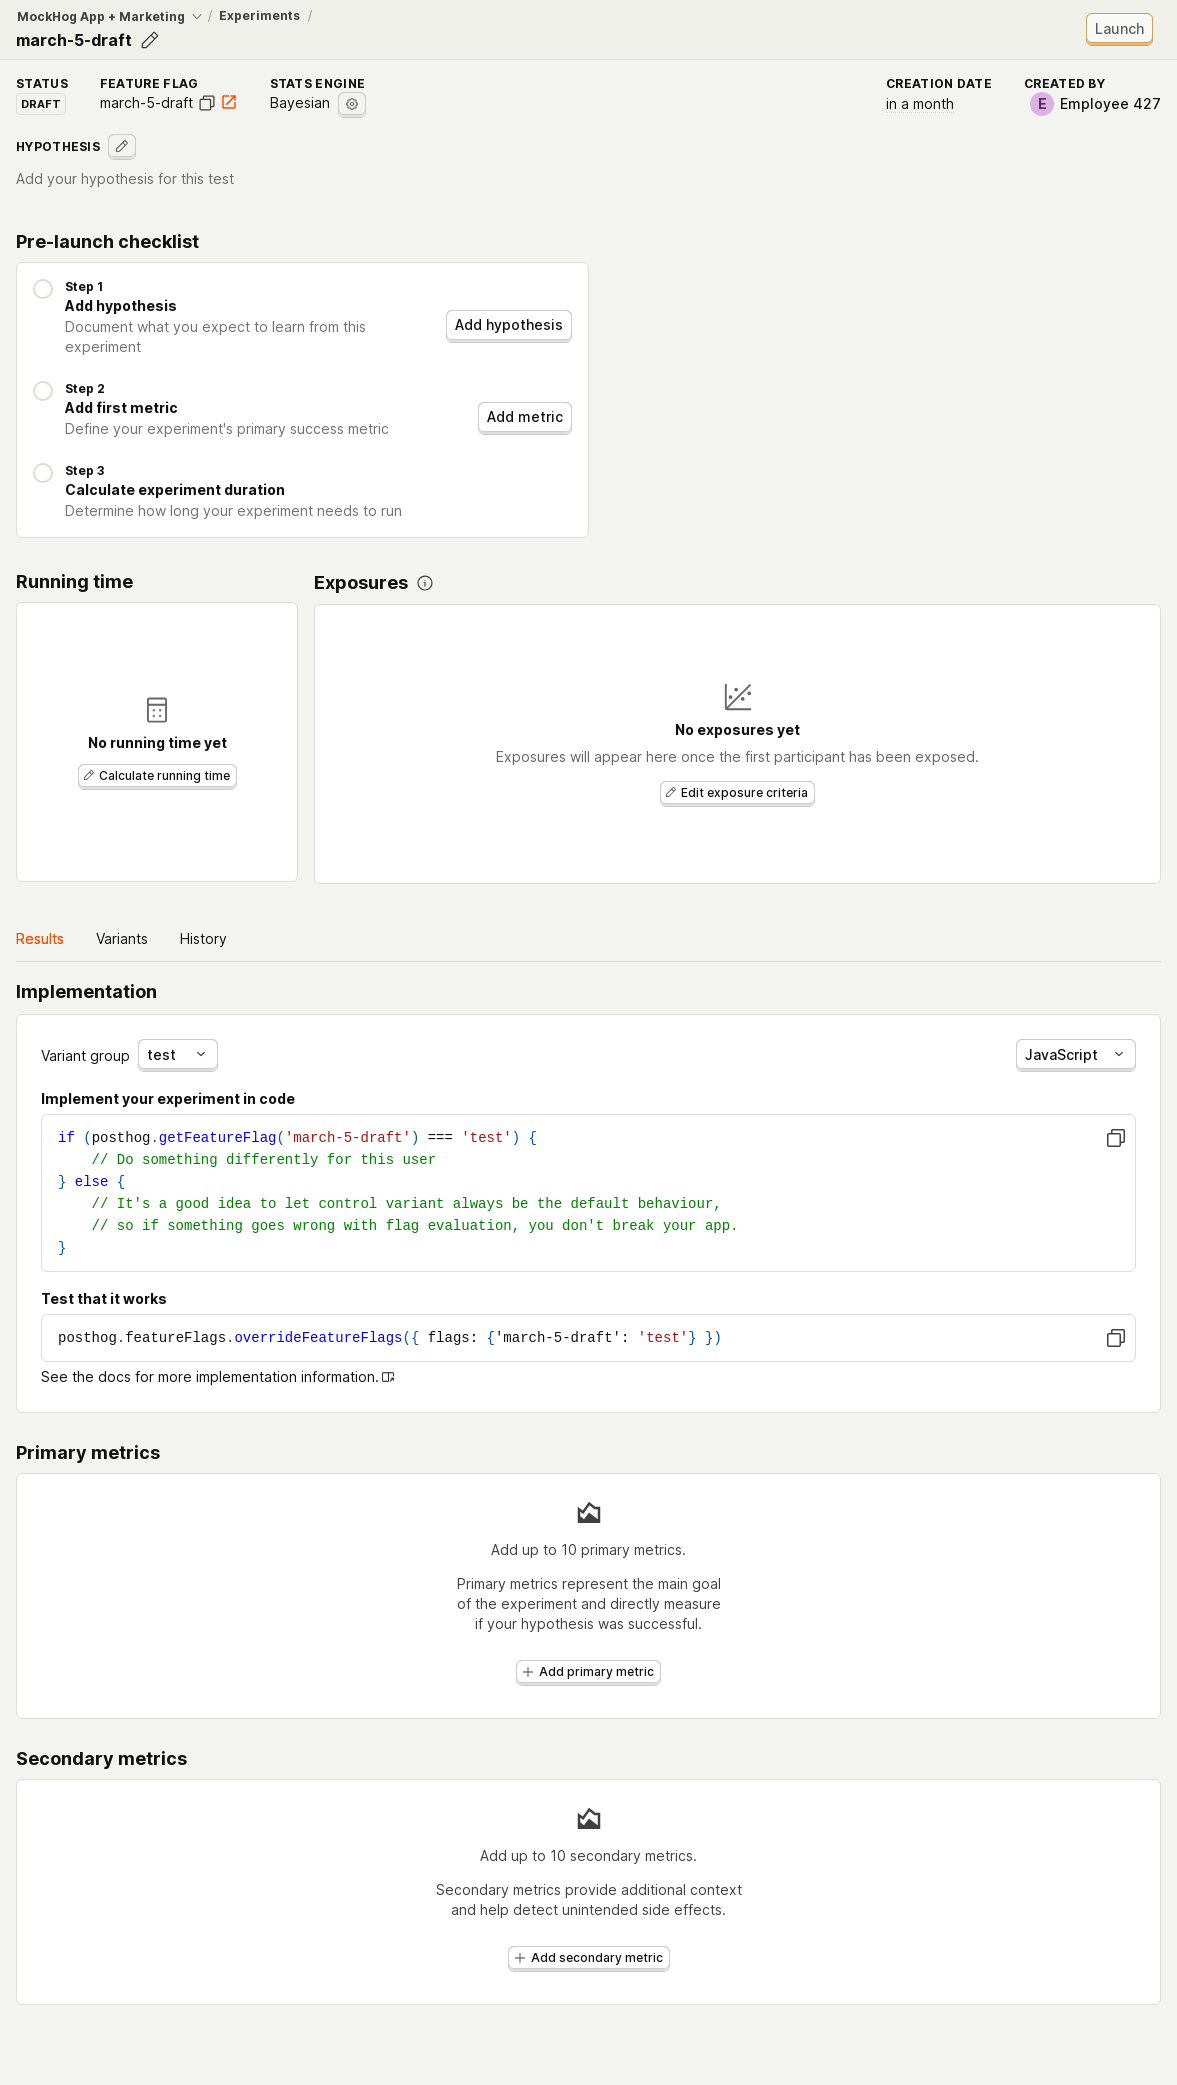 MockHog App + Marketing / Experiments /
march-5-draft
Launch
STATUS
DRAFT
FEATURE FLAG
march-5-draft
STATS ENGINE
Bayesian
CREATION DATE
in a month
CREATED BY
E Employee 427
HYPOTHESIS
Add your hypothesis for this test
Pre-launch checklist
Step 1
Add hypothesis
Document what you expect to learn from this
experiment
Add hypothesis
Step 2
Add first metric
Define your experiment's primary success metric
Add metric
Step 3
Calculate experiment duration
Determine how long your experiment needs to run
Running time
No running time yet
Calculate running time
Exposures
No exposures yet
Exposures will appear here once the first participant has been exposed.
Edit exposure criteria
Results Variants History
Implementation
Variant group test
JavaScript
Implement your experiment in code
if (posthog.getFeatureFlag('march-5-draft') === 'test') {
    // Do something differently for this user
} else {
    // It's a good idea to let control variant always be the default behaviour,
    // so if something goes wrong with flag evaluation, you don't break your app.
}
Test that it works
posthog.featureFlags.overrideFeatureFlags({ flags: {'march-5-draft': 'test'} })
See the docs for more implementation information.
Primary metrics
Add up to 10 primary metrics.
Primary metrics represent the main goal
of the experiment and directly measure
if your hypothesis was successful.
Add primary metric
Secondary metrics
Add up to 10 secondary metrics.
Secondary metrics provide additional context
and help detect unintended side effects.
Add secondary metric